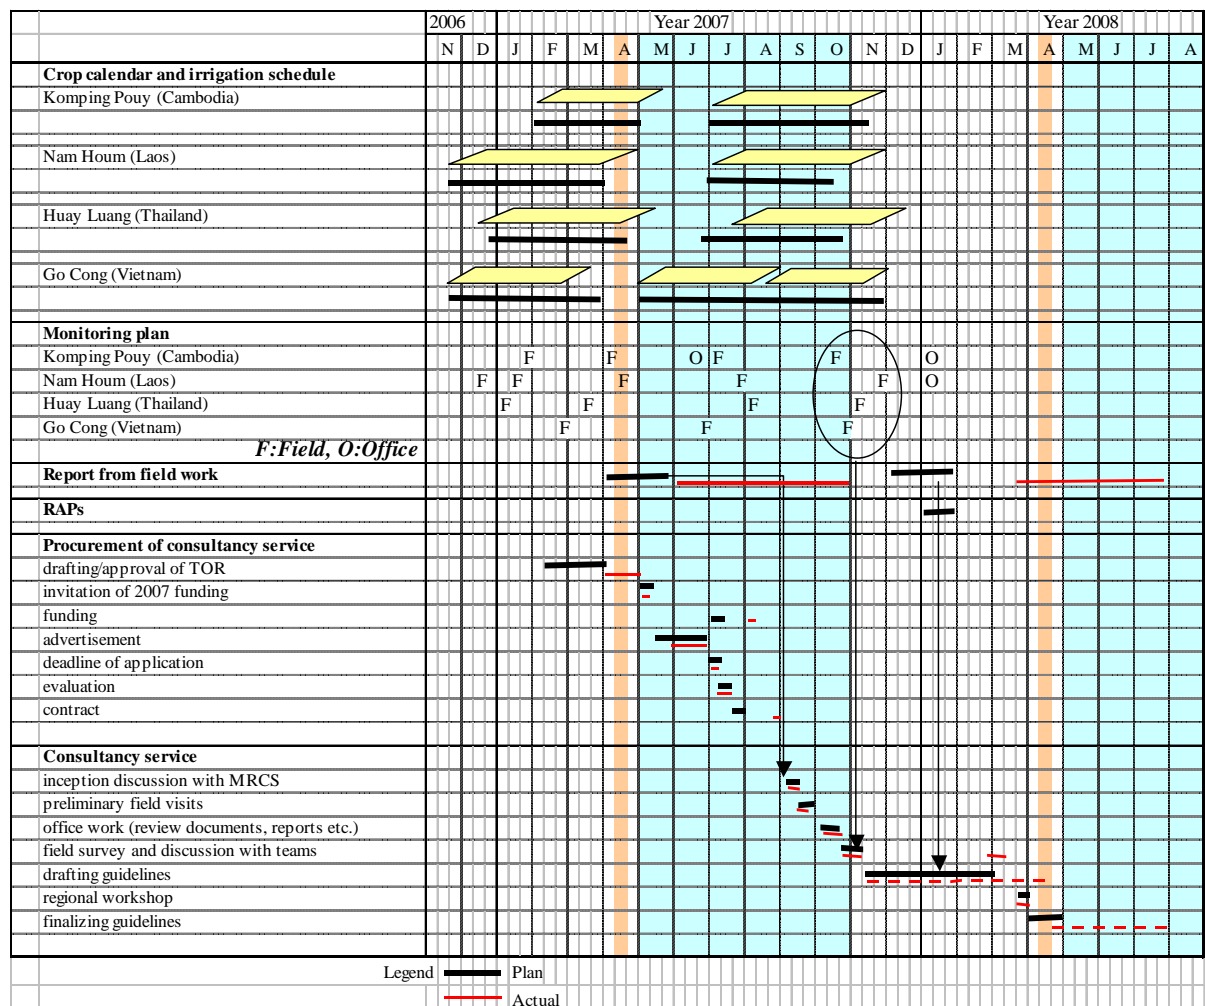 2006 Year 2007 Year 2008
N D J F M A M J J A S O N D J F M A M J J A
Crop calendar and irrigation schedule
Komping Pouy (Cambodia)
Nam Houm (Laos)
Huay Luang (Thailand)
Go Cong (Vietnam)
Monitoring plan
Komping Pouy (Cambodia) F F O F F O
Nam Houm (Laos) F F F F F O
Huay Luang (Thailand) F F F F
Go Cong (Vietnam) F F F
F:Field, O:Office
Report from field work
RAPs
Procurement of consultancy service
drafting/approval of TOR
invitation of 2007 funding
funding
advertisement
deadline of application
evaluation
contract
Consultancy service
inception discussion with MRCS
preliminary field visits
office work (review documents, reports etc.)
field survey and discussion with teams
drafting guidelines
regional workshop
finalizing guidelines
Legend Plan
Actual